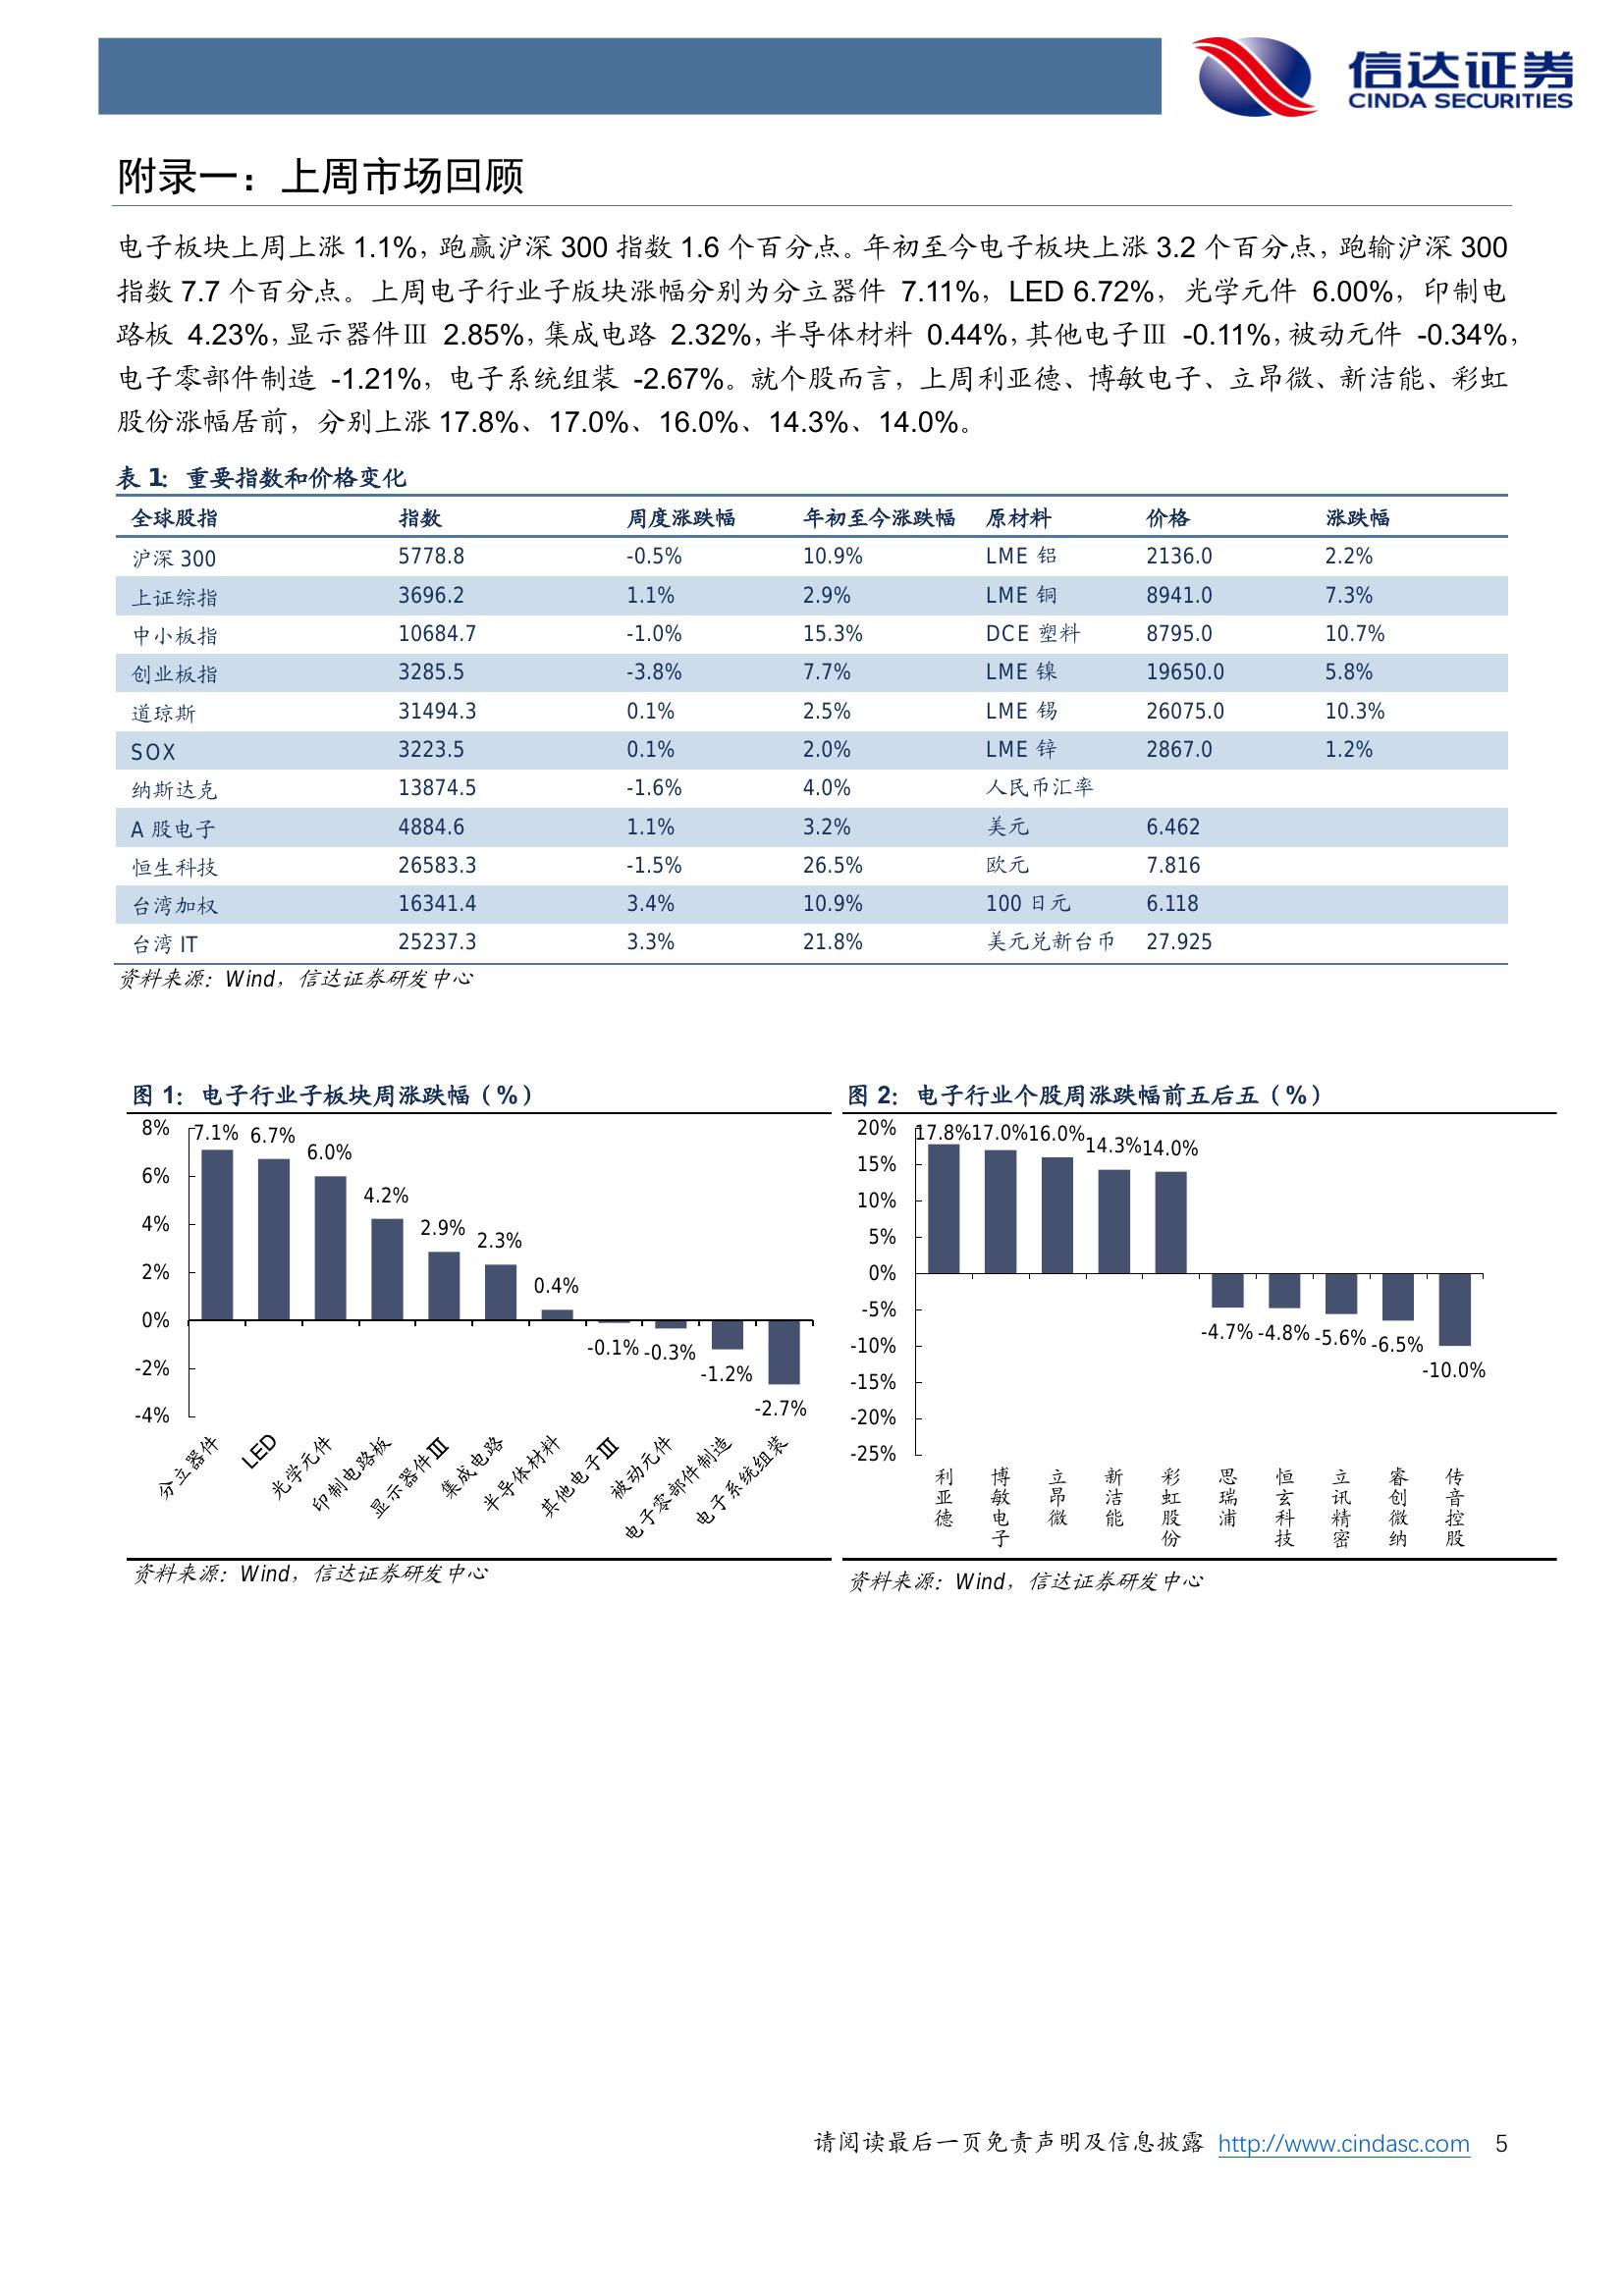 信达证券
CINDA SECURITIES
附录一：上周市场回顾
电子板块上周上涨 1.1%，跑赢沪深 300 指数 1.6 个百分点。年初至今电子板块上涨 3.2 个百分点，跑输沪深 300
指数 7.7 个百分点。上周电子行业子版块涨幅分别为分立器件 7.11%，LED 6.72%，光学元件 6.00%，印制电
路板 4.23%，显示器件Ⅲ 2.85%，集成电路 2.32%，半导体材料 0.44%，其他电子Ⅲ -0.11%，被动元件 -0.34%，
电子零部件制造 -1.21%，电子系统组装 -2.67%。就个股而言，上周利亚德、博敏电子、立昂微、新洁能、彩虹
股份涨幅居前，分别上涨 17.8%、17.0%、16.0%、14.3%、14.0%。
表 1: 重要指数和价格变化
全球股指 指数 周度涨跌幅 年初至今涨跌幅 原材料 价格 涨跌幅
沪深 300 5778.8 -0.5% 10.9% LME 铝 2136.0 2.2%
上证综指 3696.2 1.1% 2.9% LME 铜 8941.0 7.3%
中小板指 10684.7 -1.0% 15.3% DCE 塑料 8795.0 10.7%
创业板指 3285.5 -3.8% 7.7% LME 镍 19650.0 5.8%
道琼斯 31494.3 0.1% 2.5% LME 锡 26075.0 10.3%
SOX 3223.5 0.1% 2.0% LME 锌 2867.0 1.2%
纳斯达克 13874.5 -1.6% 4.0% 人民币汇率
A 股电子 4884.6 1.1% 3.2% 美元 6.462
恒生科技 26583.3 -1.5% 26.5% 欧元 7.816
台湾加权 16341.4 3.4% 10.9% 100 日元 6.118
台湾 IT 25237.3 3.3% 21.8% 美元兑新台币 27.925
资料来源：Wind，信达证券研发中心
图 1：电子行业子板块周涨跌幅（%）
8%
6%
4%
2%
0%
-2%
-4%
7.1% 6.7% 6.0% 4.2% 2.9% 2.3% 0.4% -0.1% -0.3% -1.2% -2.7%
分立器件
LED
光学元件
印制电路板
显示器件Ⅲ
集成电路
半导体材料
其他电子Ⅲ
被动元件
电子零部件制造
电子系统组装
资料来源：Wind，信达证券研发中心
图 2：电子行业个股周涨跌幅前五后五（%）
20%
15%
10%
5%
0%
-5%
-10%
-15%
-20%
-25%
17.8% 17.0% 16.0% 14.3% 14.0% -4.7% -4.8% -5.6% -6.5% -10.0%
利亚德
博敏电子
立昂微
新洁能
彩虹股份
思瑞浦
恒玄科技
立讯精密
睿创微纳
传音控股
资料来源：Wind，信达证券研发中心
请阅读最后一页免责声明及信息披露 http://www.cindasc.com 5